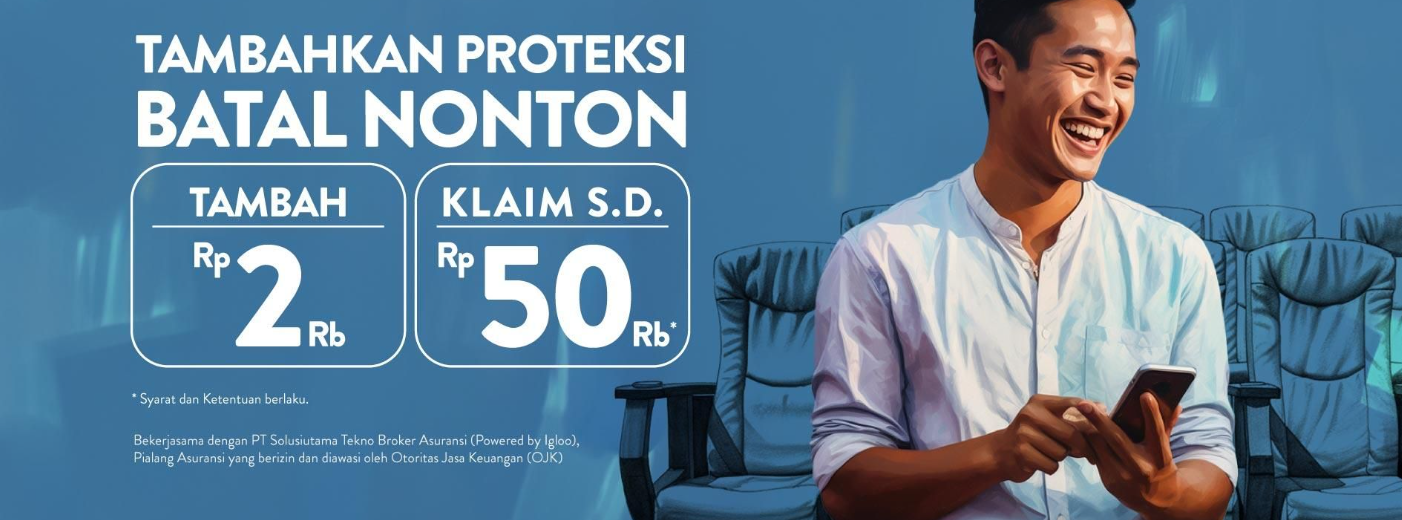 TAMBAHKAN PROTEKSI
BATAL NONTON
TAMBAH
Rp 2 Rb
KLAIM S.D.
Rp 50 Rb*
* Syarat dan Ketentuan berlaku.
Bekerjasama dengan PT Solusiutama Tekno Broker Asuransi (Powered by Igloo),
Pialang Asuransi yang berizin dan diawasi oleh Otoritas Jasa Keuangan (OJK)